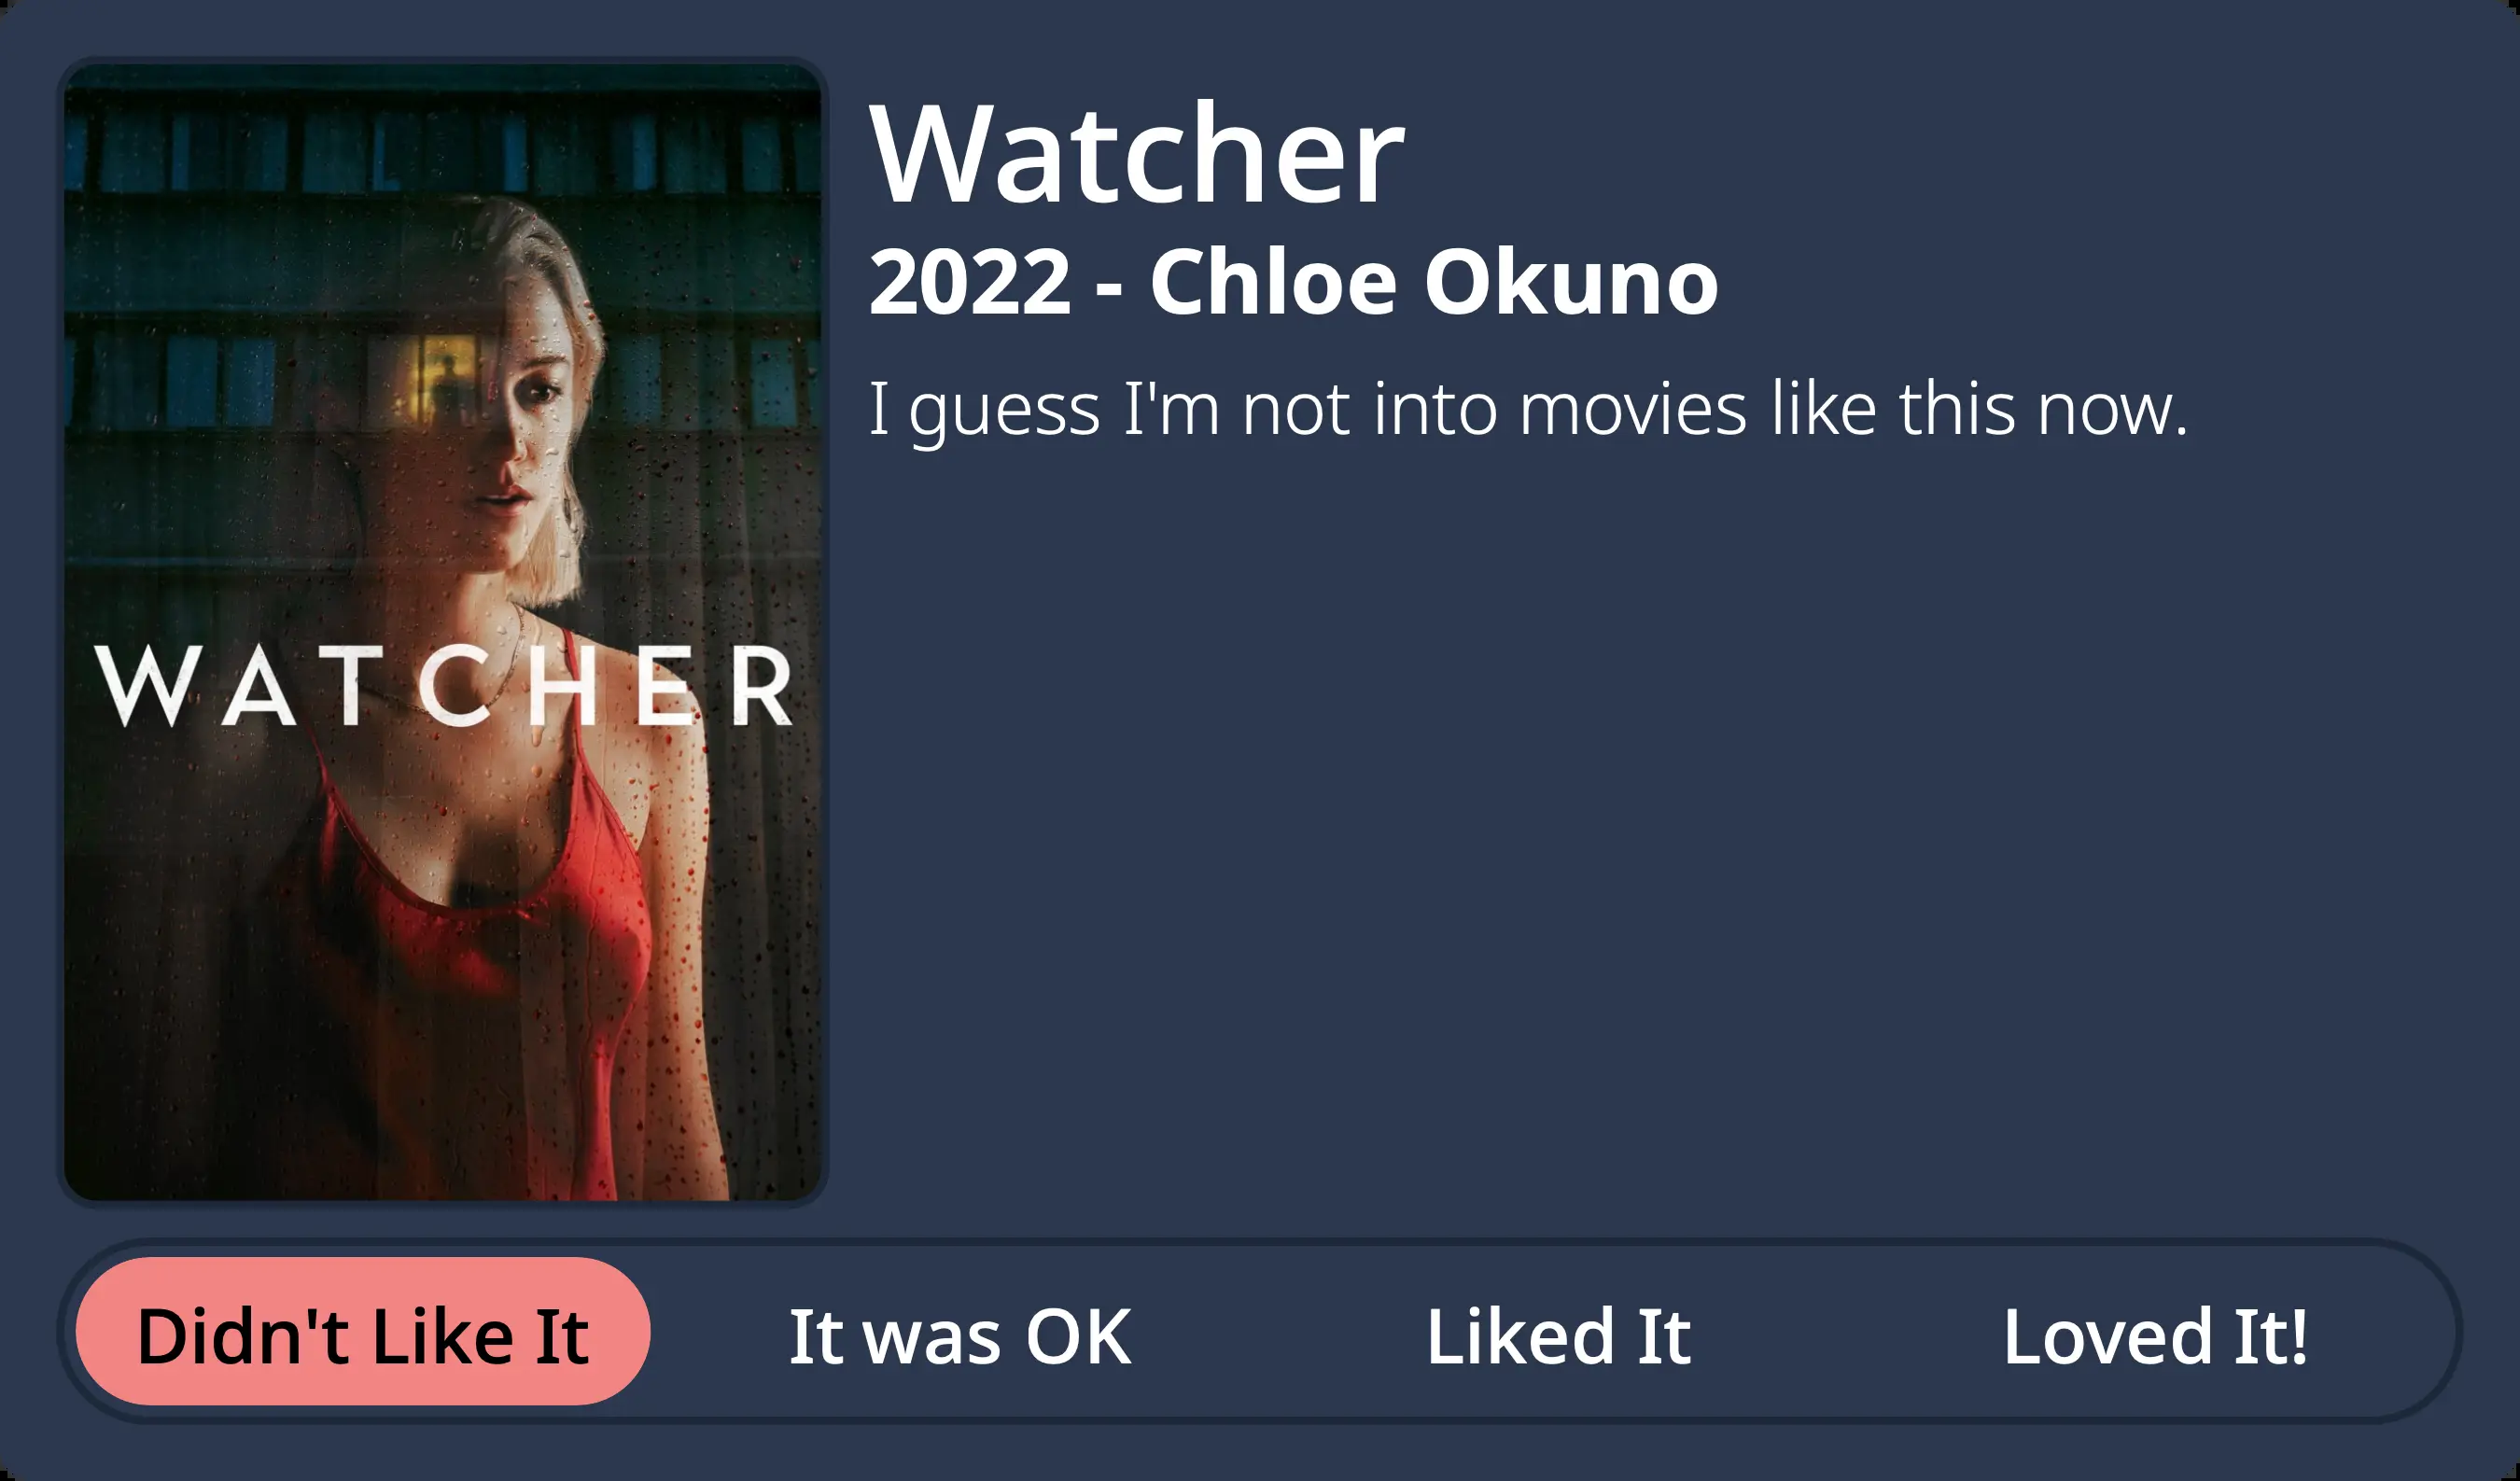 WATCHER
Watcher
2022 - Chloe Okuno
I guess I'm not into movies like this now.
Didn't Like It
It was OK
Liked It
Loved It!